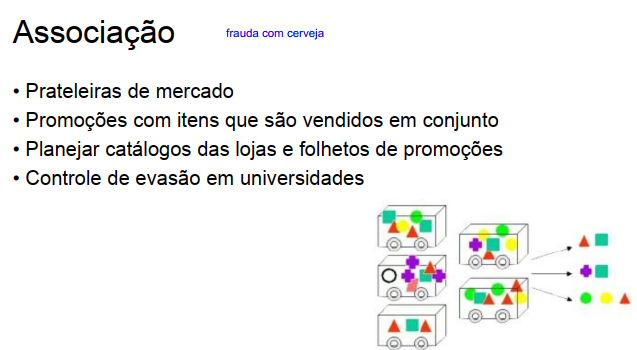 Associação
frauda com cerveja
• Prateleiras de mercado
• Promoções com itens que são vendidos em conjunto
• Planejar catálogos das lojas e folhetos de promoções
• Controle de evasão em universidades